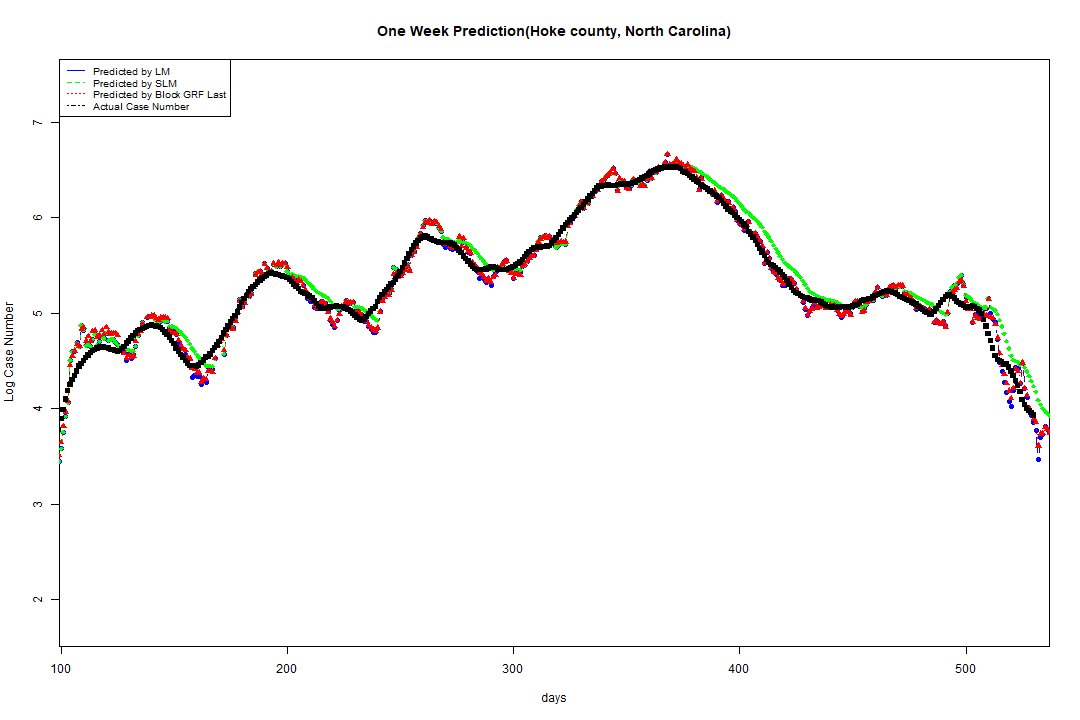 One Week Prediction(Hoke county, North Carolina)
Predicted by LM
Predicted by SLM
Predicted by Block GRF Last
Actual Case Number
7
6
5
4
3
2
Log Case Number
100 200 300 400 500
days